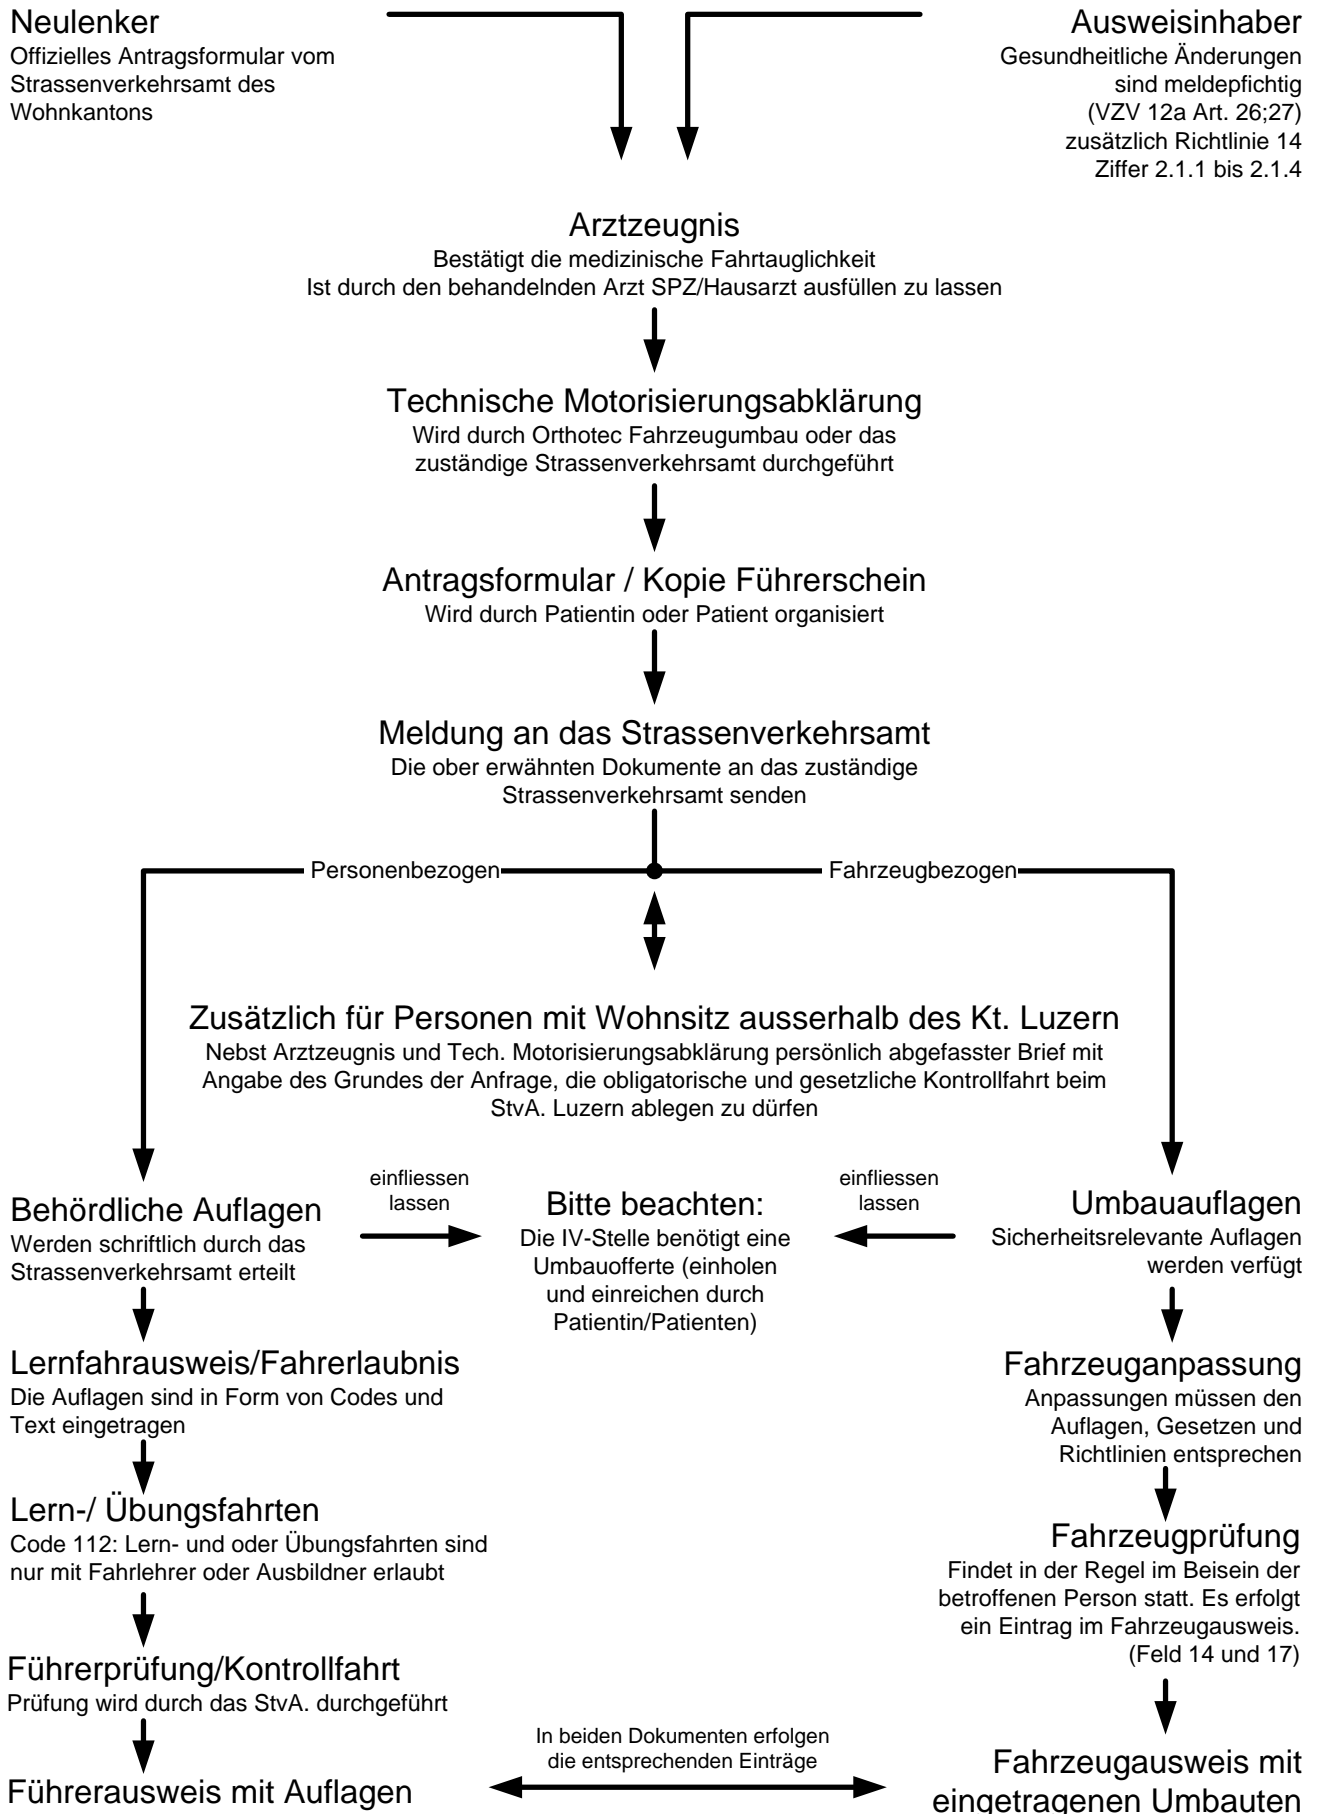 Neulenker
Offizielles Antragsformular vom
Strassenverkehrsamt des
Wohnkantons
Ausweisinhaber
Gesundheitliche Änderungen
sind meldepfichtig
(VZV 12a Art. 26;27)
zusätzlich Richtlinie 14
Ziffer 2.1.1 bis 2.1.4
Arztzeugnis
Bestätigt die medizinische Fahrtauglichkeit
Ist durch den behandelnden Arzt SPZ/Hausarzt ausfüllen zu lassen
Technische Motorisierungsabklärung
Wird durch Orthotec Fahrzeugumbau oder das
zuständige Strassenverkehrsamt durchgeführt
Antragsformular / Kopie Führerschein
Wird durch Patientin oder Patient organisiert
Meldung an das Strassenverkehrsamt
Die ober erwähnten Dokumente an das zuständige
Strassenverkehrsamt senden
Personenbezogen
Fahrzeugbezogen
Zusätzlich für Personen mit Wohnsitz ausserhalb des Kt. Luzern
Nebst Arztzeugnis und Tech. Motorisierungsabklärung persönlich abgefasster Brief mit
Angabe des Grundes der Anfrage, die obligatorische und gesetzliche Kontrollfahrt beim
StvA. Luzern ablegen zu dürfen
Behördliche Auflagen
Werden schriftlich durch das
Strassenverkehrsamt erteilt
einfliessen
lassen
Bitte beachten:
Die IV-Stelle benötigt eine
Umbauofferte (einholen
und einreichen durch
Patientin/Patienten)
einfliessen
lassen
Umbauauflagen
Sicherheitsrelevante Auflagen
werden verfügt
Lernfahrausweis/Fahrerlaubnis
Die Auflagen sind in Form von Codes und
Text eingetragen
Fahrzeuganpassung
Anpassungen müssen den
Auflagen, Gesetzen und
Richtlinien entsprechen
Lern-/ Übungsfahrten
Code 112: Lern- und oder Übungsfahrten sind
nur mit Fahrlehrer oder Ausbildner erlaubt
Fahrzeugprüfung
Findet in der Regel im Beisein der
betroffenen Person statt. Es erfolgt
ein Eintrag im Fahrzeugausweis.
(Feld 14 und 17)
Führerprüfung/Kontrollfahrt
Prüfung wird durch das StvA. durchgeführt
In beiden Dokumenten erfolgen
die entsprechenden Einträge
Führerausweis mit Auflagen
Fahrzeugausweis mit
eingetragenen Umbauten